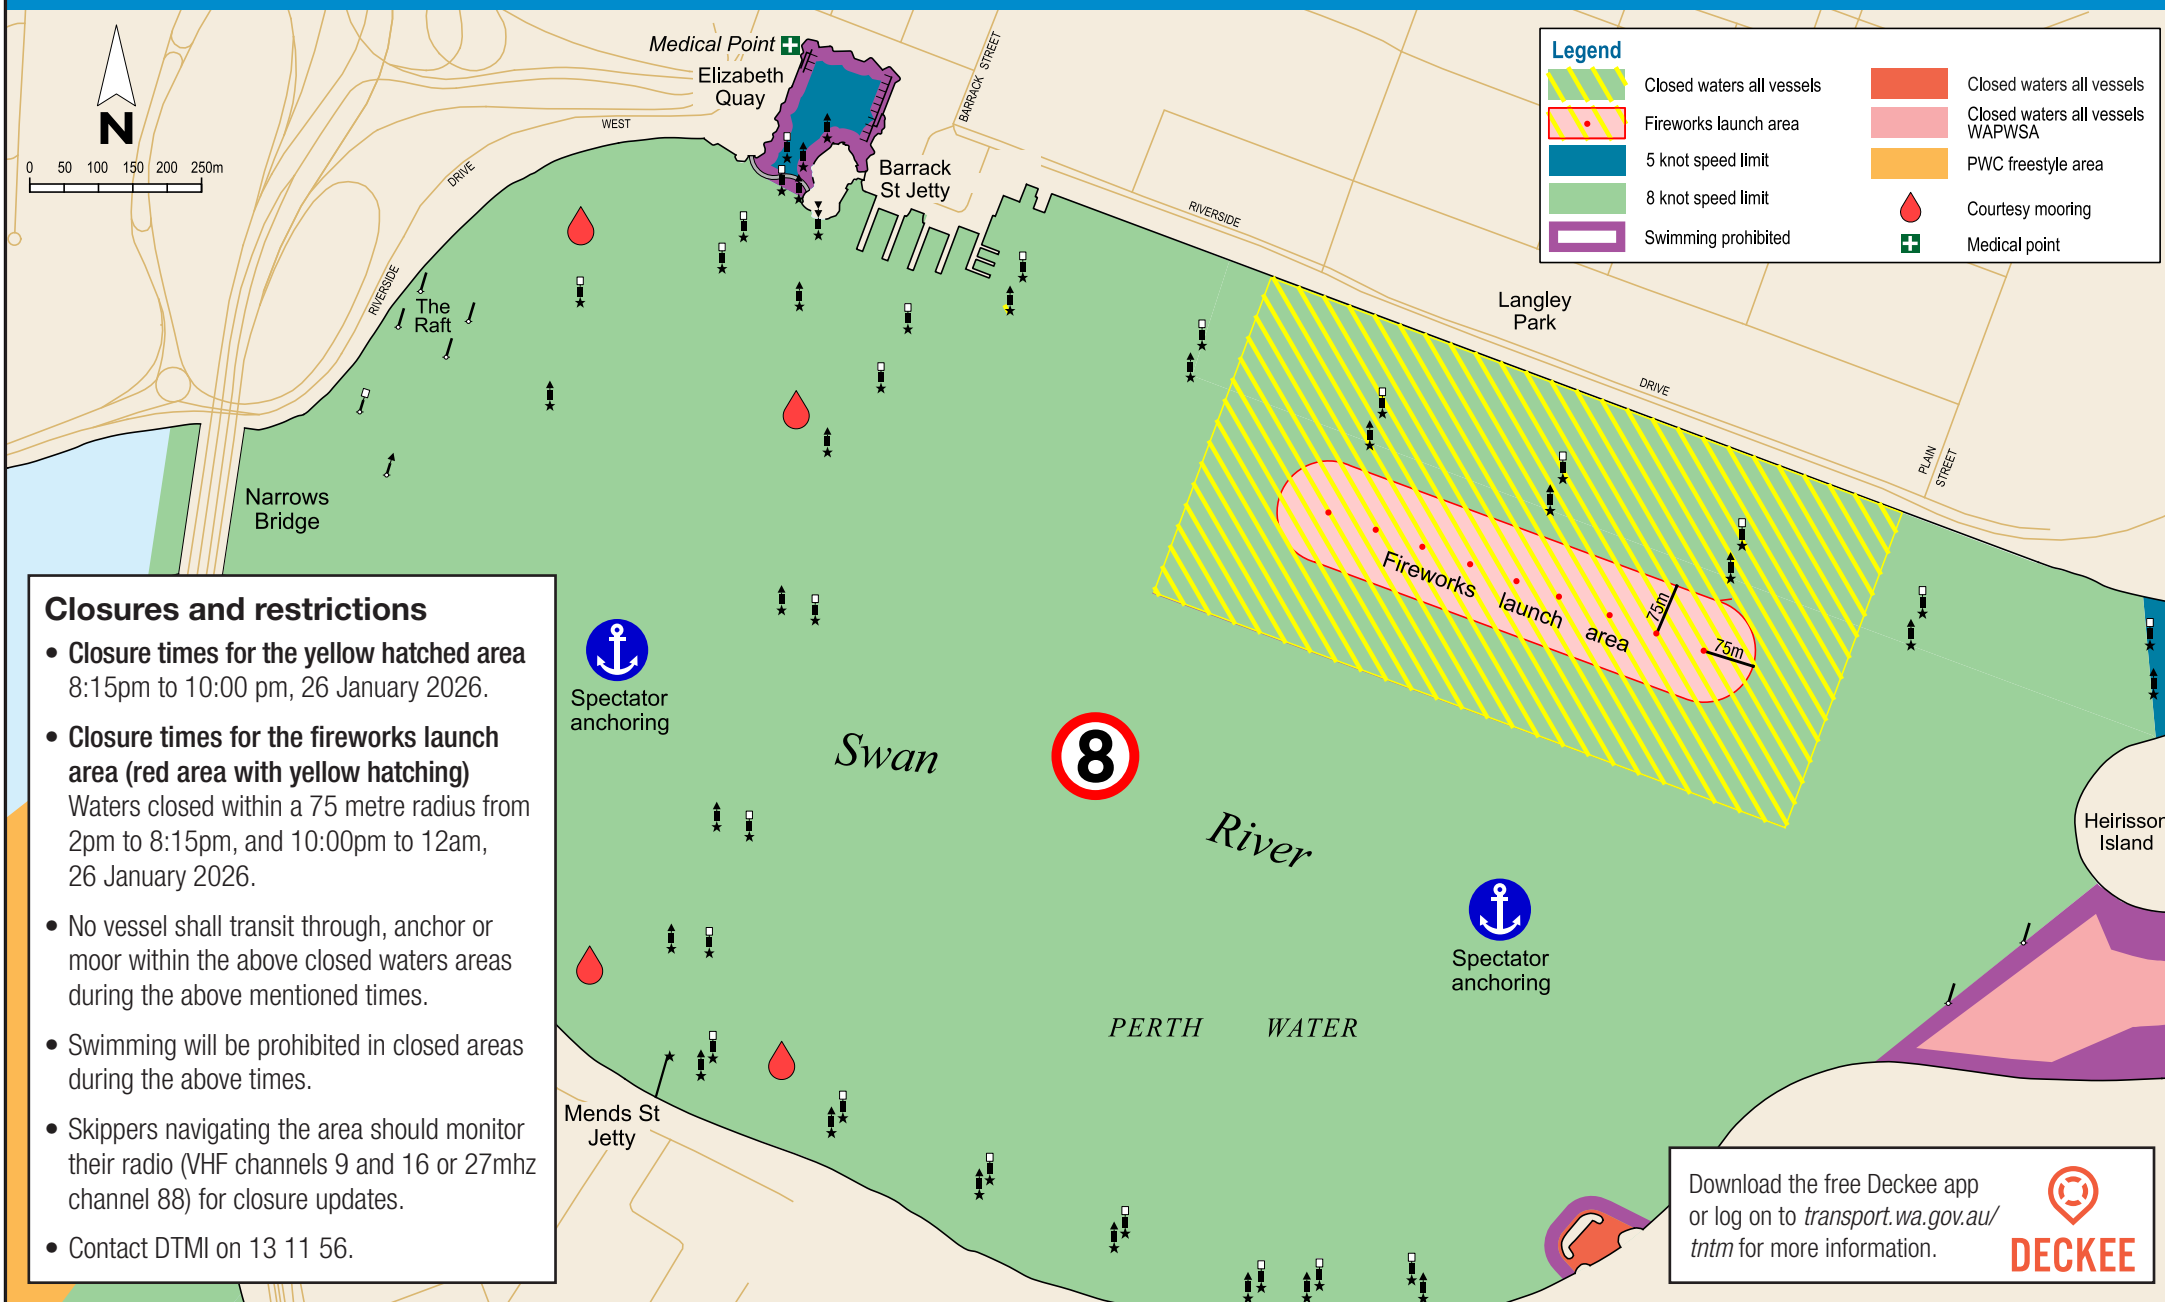 Medical Point
Elizabeth
Quay
BARRACK STREET
WEST
N
0 50 100 150 200 250m
DRIVE
RIVERSIDE
Barrack
St Jetty
RIVERSIDE
The
Raft
Legend
Closed waters all vessels
Fireworks launch area
5 knot speed limit
8 knot speed limit
Swimming prohibited
Closed waters all vessels
Closed waters all vessels
WAPWSA
PWC freestyle area
Courtesy mooring
Medical point
Langley
Park
DRIVE
PLAIN
STREET
Narrows
Bridge
Fireworks launch area
75m
75m
Closures and restrictions
• Closure times for the yellow hatched area
8:15pm to 10:00 pm, 26 January 2026.
• Closure times for the fireworks launch
area (red area with yellow hatching)
Waters closed within a 75 metre radius from
2pm to 8:15pm, and 10:00pm to 12am,
26 January 2026.
• No vessel shall transit through, anchor or
moor within the above closed waters areas
during the above mentioned times.
• Swimming will be prohibited in closed areas
during the above times.
• Skippers navigating the area should monitor
their radio (VHF channels 9 and 16 or 27mhz
channel 88) for closure updates.
• Contact DTMI on 13 11 56.
Spectator
anchoring
Swan
8
River
Heirisson
Island
Spectator
anchoring
PERTH WATER
Mends St
Jetty
Download the free Deckee app
or log on to transport.wa.gov.au/
tntm for more information.
DECKEE